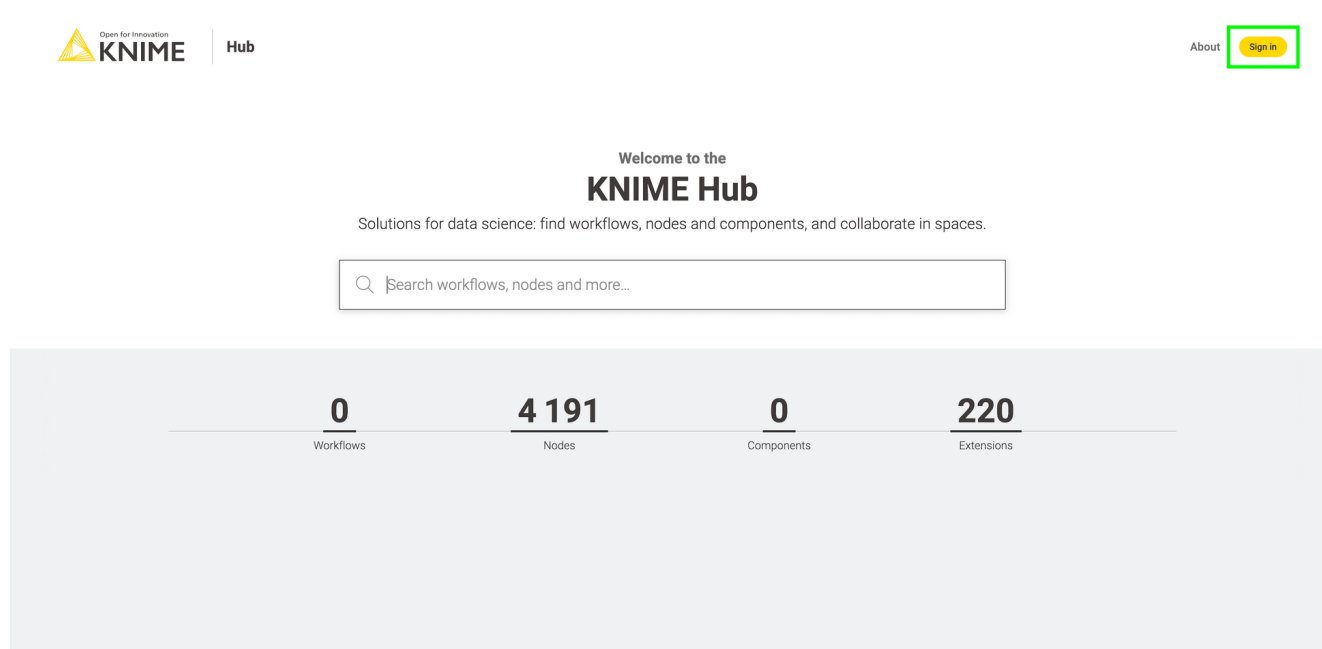 Open for Innovation
KNIME
Hub
About
Sign in
Welcome to the
KNIME Hub
Solutions for data science: find workflows, nodes and components, and collaborate in spaces.
Search workflows, nodes and more...
0
Workflows
4 191
Nodes
0
Components
220
Extensions